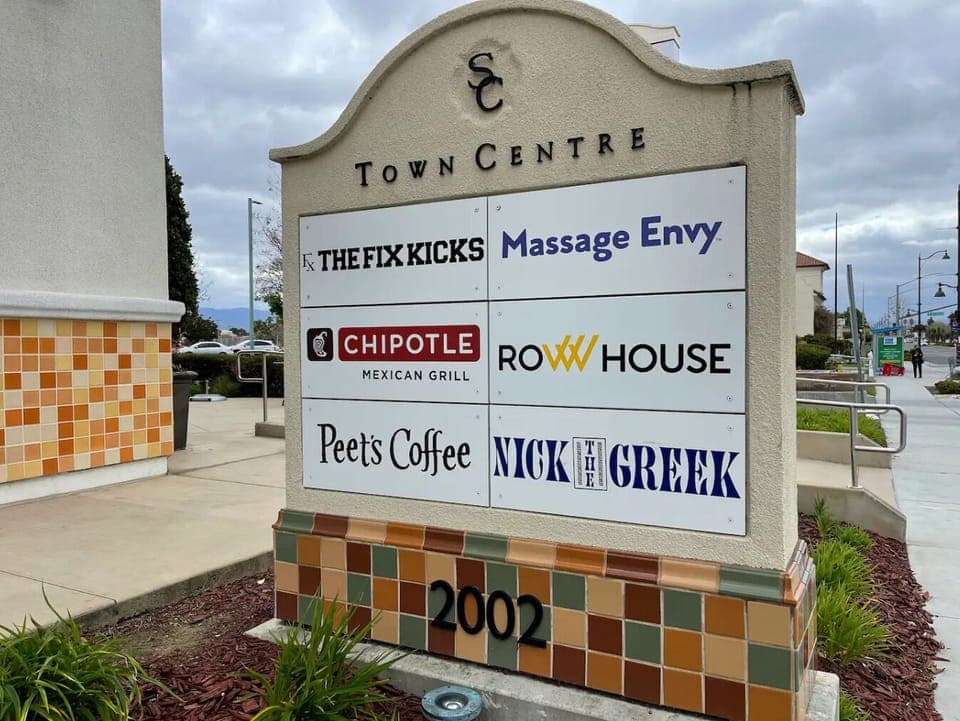 SC
TOWN CENTRE
Fx THE FIX KICKS
Massage Envy
CHIPOTLE
MEXICAN GRILL
ROW HOUSE
Peet's Coffee
NICK THE GREEK
2002